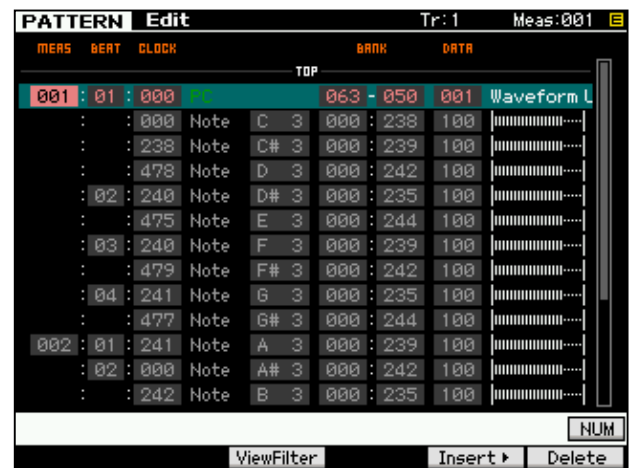 PATTERN Edit Tr:1 Meas:001
MEAS BEAT CLOCK BANK DATA
TOP
001 : 01 : 000 PC 063 - 050 001 Waveform L
: : 000 Note C 3 000 : 238 100
: : 238 Note C# 3 000 : 239 100
: : 478 Note D 3 000 : 242 100
: 02 : 240 Note D# 3 000 : 235 100
: : 475 Note E 3 000 : 244 100
: 03 : 240 Note F 3 000 : 239 100
: : 479 Note F# 3 000 : 242 100
: 04 : 241 Note G 3 000 : 235 100
: : 477 Note G# 3 000 : 244 100
002 : 01 : 241 Note A 3 000 : 239 100
: 02 : 000 Note A# 3 000 : 242 100
: : 242 Note B 3 000 : 235 100
NUM
ViewFilter Insert Delete